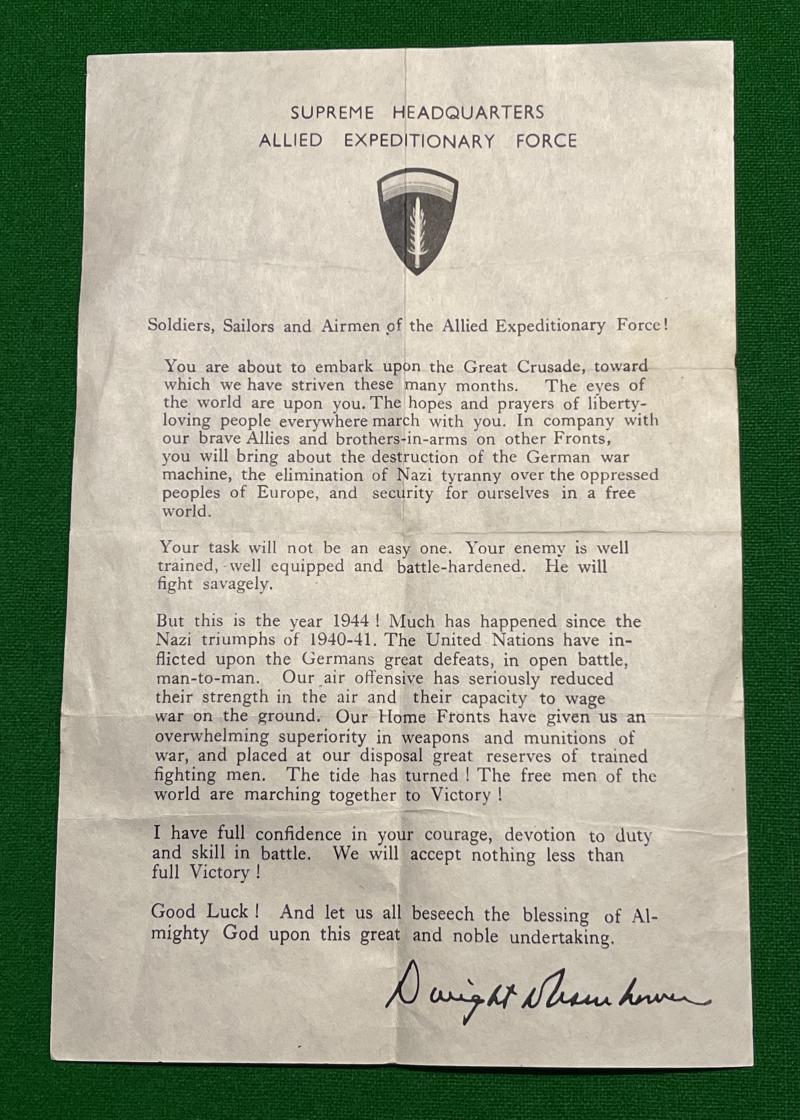 SUPREME HEADQUARTERS
ALLIED EXPEDITIONARY FORCE
Soldiers, Sailors and Airmen of the Allied Expeditionary Force!
You are about to embark upon the Great Crusade, toward
which we have striven these many months. The eyes of
the world are upon you. The hopes and prayers of liberty-
loving people everywhere march with you. In company with
our brave Allies and brothers-in-arms on other Fronts,
you will bring about the destruction of the German war
machine, the elimination of Nazi tyranny over the oppressed
peoples of Europe, and security for ourselves in a free
world.
Your task will not be an easy one. Your enemy is well
trained, well equipped and battle-hardened. He will
fight savagely.
But this is the year 1944 ! Much has happened since the
Nazi triumphs of 1940-41. The United Nations have in-
flicted upon the Germans great defeats, in open battle,
man-to-man. Our air offensive has seriously reduced
their strength in the air and their capacity to wage
war on the ground. Our Home Fronts have given us an
overwhelming superiority in weapons and munitions of
war, and placed at our disposal great reserves of trained
fighting men. The tide has turned ! The free men of the
world are marching together to Victory !
I have full confidence in your courage, devotion to duty
and skill in battle. We will accept nothing less than
full Victory !
Good Luck ! And let us all beseech the blessing of Al-
mighty God upon this great and noble undertaking.
Dwight D Eisenhower